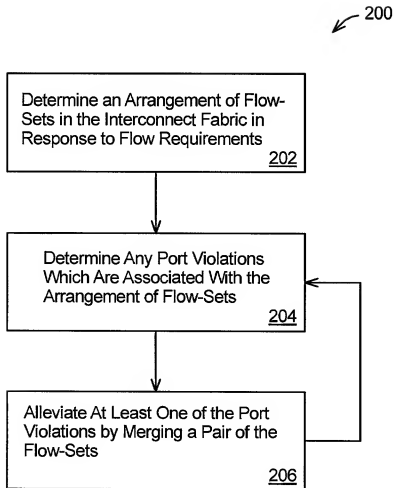 200
Determine an Arrangement of Flow-
Sets in the Interconnect Fabric in
Response to Flow Requirements
202
Determine Any Port Violations
Which Are Associated With the
Arrangement of Flow-Sets
204
Alleviate At Least One of the Port
Violations by Merging a Pair of the
Flow-Sets
206